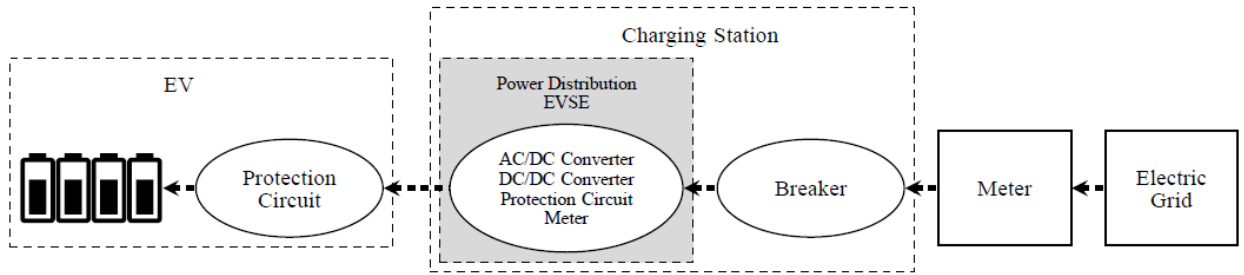 Charging Station
EV
Power Distribution
EVSE
Protection
Circuit
AC/DC Converter
DC/DC Converter
Protection Circuit
Meter
Breaker
Meter
Electric
Grid